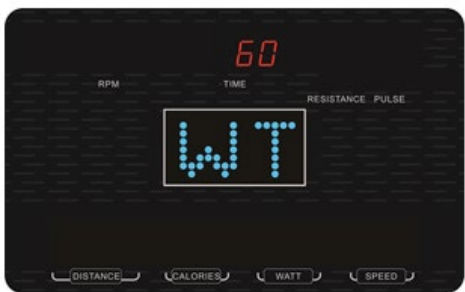 60
RPM TIME
RESISTANCE PULSE
WT
DISTANCE CALORIES WATT SPEED